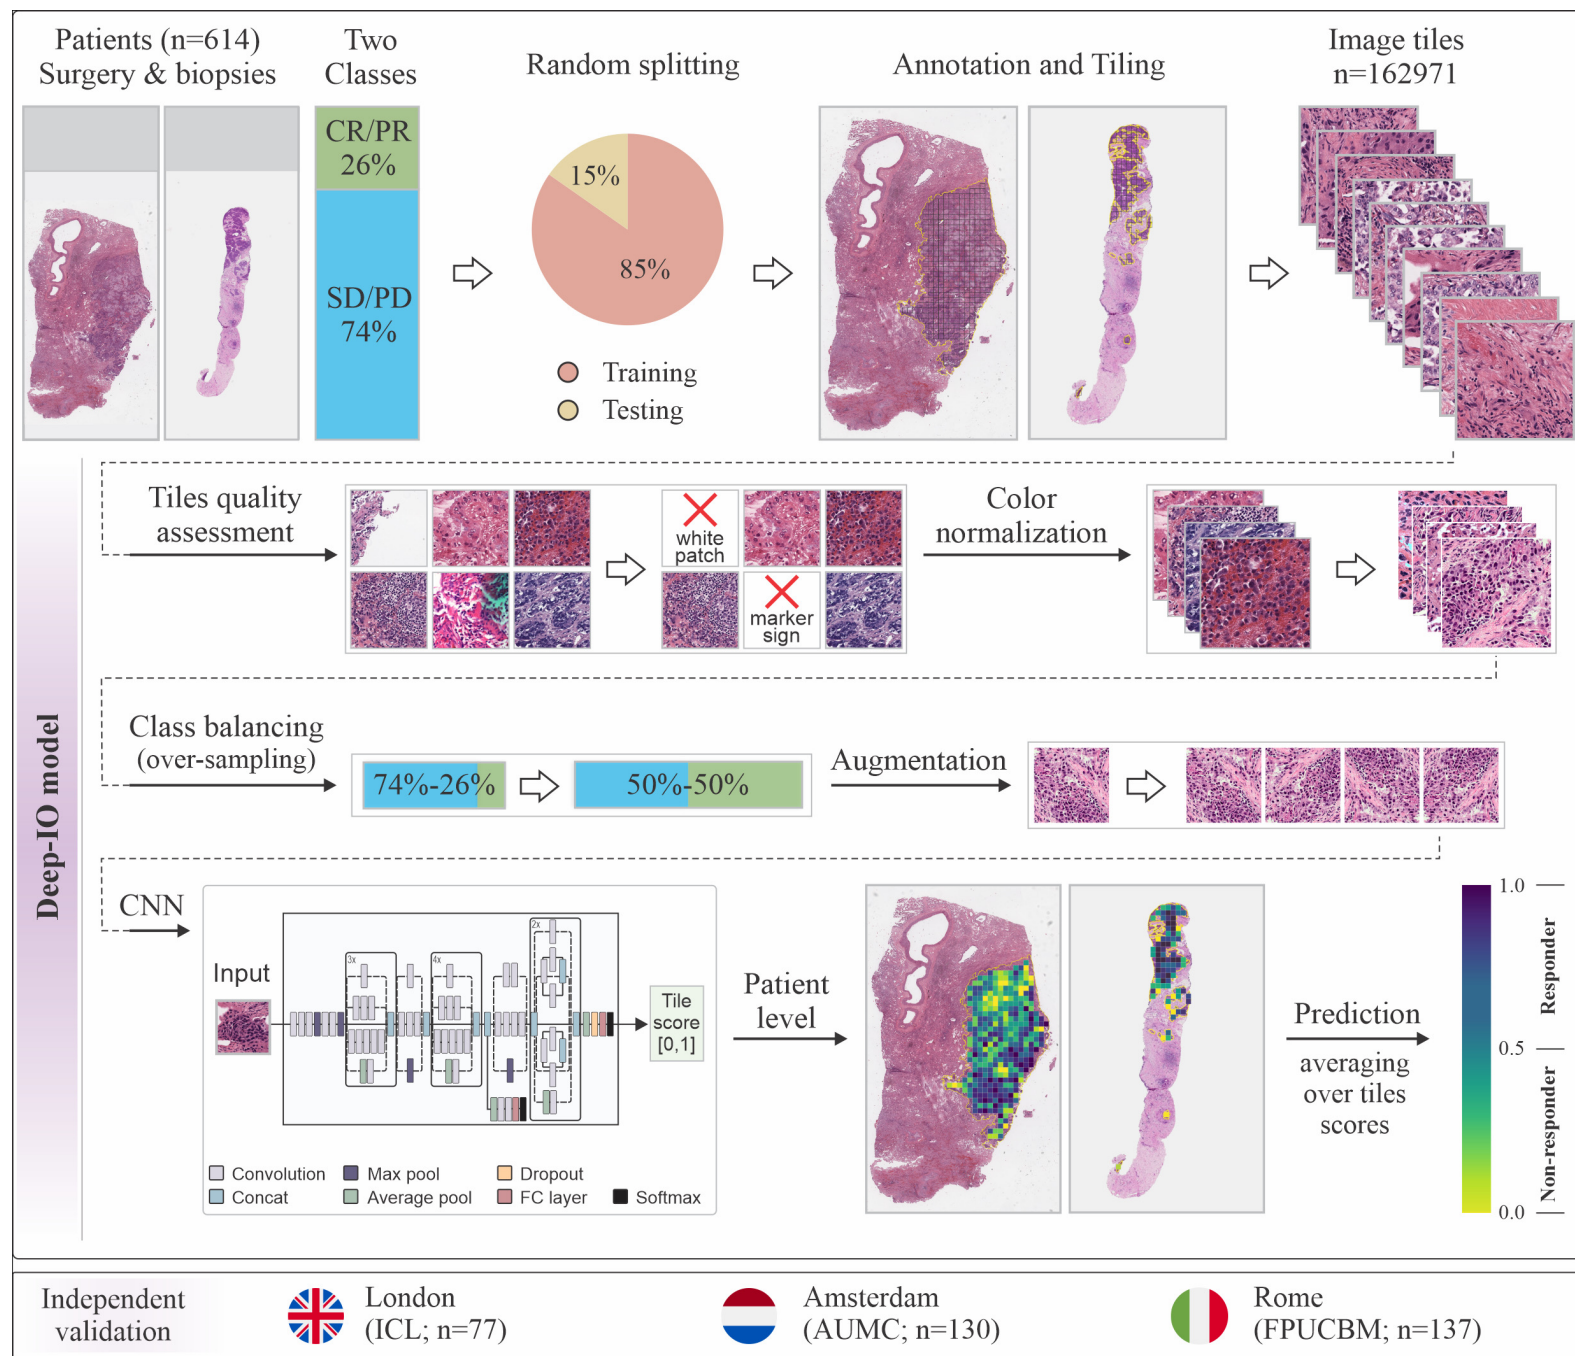 Patients (n=614)
Surgery & biopsies
Two
Classes
Random splitting
Annotation and Tiling
Image tiles
n=162971
CR/PR
26%
SD/PD
74%
15%
85%
Training
Testing
Deep-IO model
Tiles quality
assessment
white
patch
marker
sign
Color
normalization
Class balancing
(over-sampling)
74%-26%
50%-50%
Augmentation
CNN
Input
3x
4x
2x
Tile
score
[0,1]
Convolution
Max pool
Dropout
Concat
Average pool
FC layer
Softmax
Patient
level
Prediction
averaging
over tiles
scores
1.0
0.5
0.0
Responder
Non-responder
Independent
validation
London
(ICL; n=77)
Amsterdam
(AUMC; n=130)
Rome
(FPUCBM; n=137)